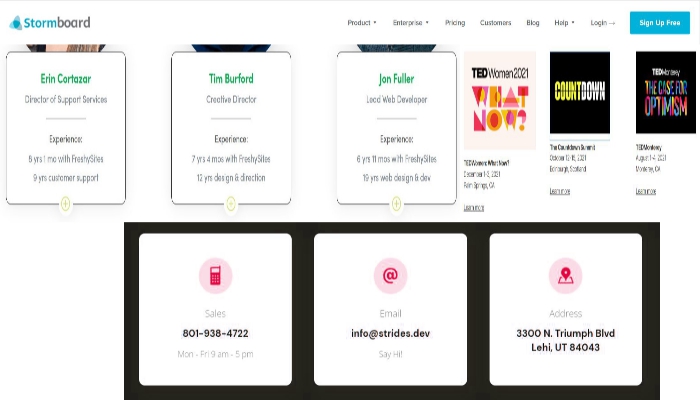 Stormboard
Product
Enterprise
Pricing
Customers
Blog
Help
Login →
Sign Up Free
Erin Cortazar
Director of Support Services
Experience:
8 yrs 1 mo with FreshySites
9 yrs customer support
Tim Burford
Creative Director
Experience:
7 yrs 4 mos with FreshySites
12 yrs design & direction
Jon Fuller
Lead Web Developer
Experience:
6 yrs 11 mos with FreshySites
19 yrs web design & dev
TEDWomen2021
WHAT
NOW?
TEDWomen: What Now?
December 1-3, 2021
Palm Springs, CA
Learn more
COUNTDOWN
The Countdown Summit
October 12-15, 2021
Edinburgh, Scotland
Learn more
TEDMonterey
THE CASE FOR
OPTIMISM
TEDMonterey
August 1-4, 2021
Monterey, CA
Learn more
Sales
801-938-4722
Mon - Fri 9 am - 5 pm
@
Email
info@strides.dev
Say Hi!
Address
3300 N. Triumph Blvd
Lehi, UT 84043